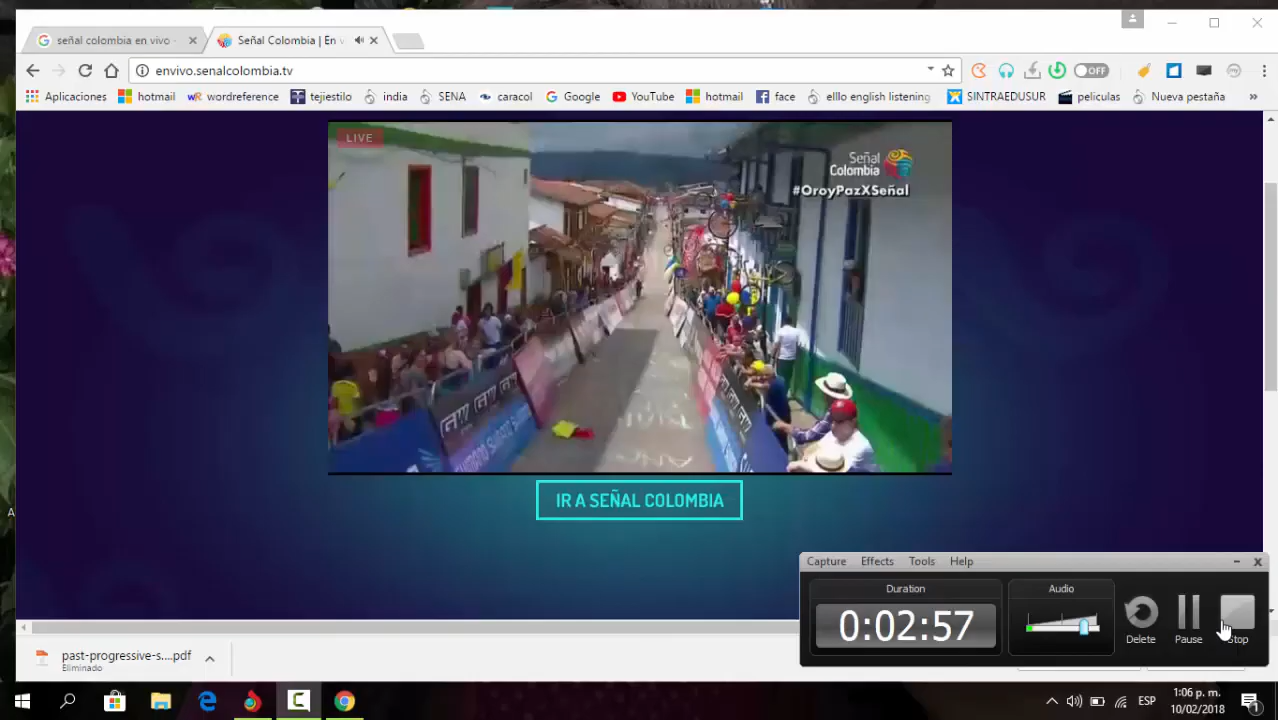 señal colombia en vivo -
Señal Colombia | En v
envivo.senalcolombia.tv
OFF
Aplicaciones
hotmail
wordreference
tejiestilo
india
SENA
caracol
Google
YouTube
hotmail
face
elllo english listening
SINTRAEDUSUR
peliculas
Nueva pestaña
»
LIVE
Señal
Colombia
#OroyPazXSeñal
IR A SEÑAL COLOMBIA
Capture Effects Tools Help
Duration
Audio
0:02:57
Delete
Pause
Stop
past-progressive-s....pdf
Eliminado
ESP
1:06 p. m.
10/02/2018
1